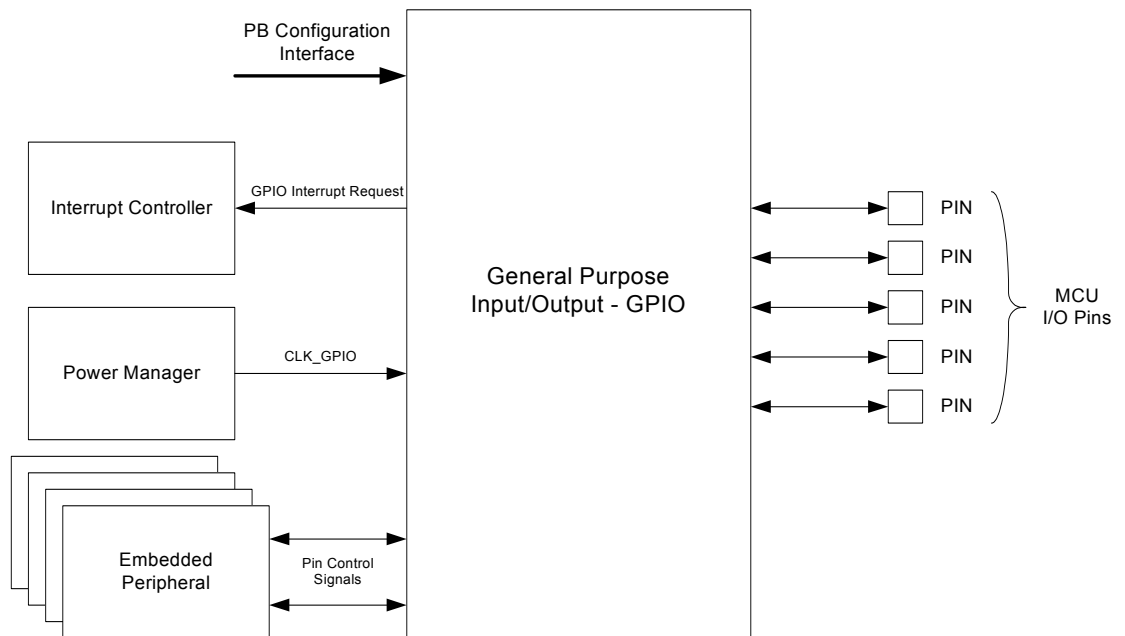 PB Configuration
Interface
Interrupt Controller
GPIO Interrupt Request
Power Manager
CLK_GPIO
Embedded
Peripheral
Pin Control
Signals
General Purpose
Input/Output - GPIO
PIN
PIN
PIN
PIN
PIN
MCU
I/O Pins